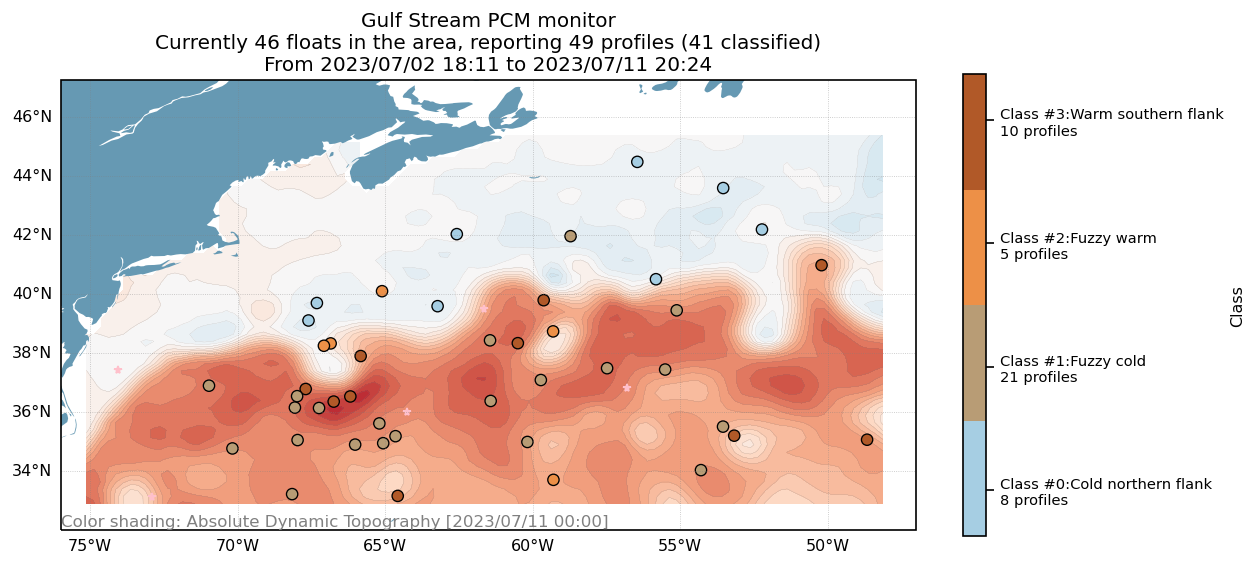 Gulf Stream PCM monitor
Currently 46 floats in the area, reporting 49 profiles (41 classified)
From 2023/07/02 18:11 to 2023/07/11 20:24
46°N
44°N
42°N
40°N
38°N
36°N
34°N
Color shading: Absolute Dynamic Topography [2023/07/11 00:00]
75°W
70°W
65°W
60°W
55°W
50°W
Class #3:Warm southern flank
10 profiles
Class #2:Fuzzy warm
5 profiles
Class #1:Fuzzy cold
21 profiles
Class #0:Cold northern flank
8 profiles
Class